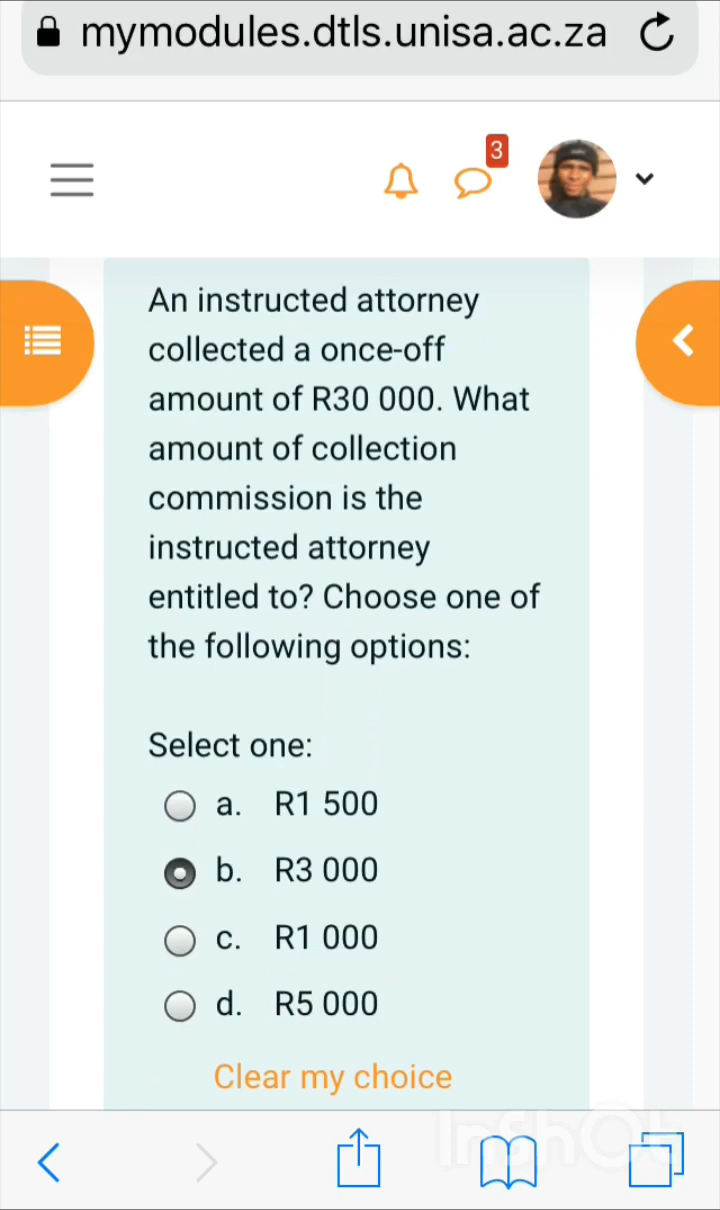 mymodules.dtls.unisa.ac.za
3
An instructed attorney
collected a once-off
amount of R30 000. What
amount of collection
commission is the
instructed attorney
entitled to? Choose one of
the following options:
Select one:
a. R1 500
b. R3 000
c. R1 000
d. R5 000
Clear my choice
InShOt